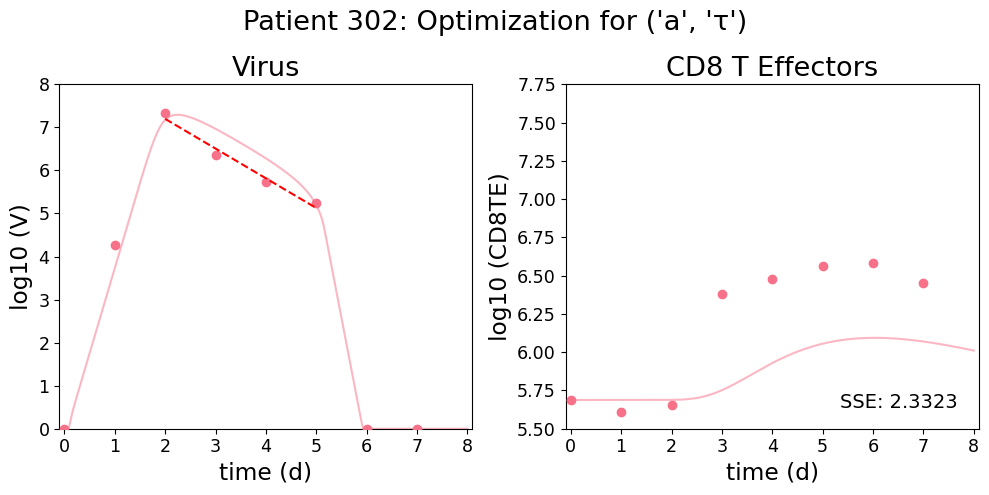 Patient 302: Optimization for ('a', 'τ')
Virus
CD8 T Effectors
8
7
6
5
4
3
2
1
0
log10 (V)
0 1 2 3 4 5 6 7 8
time (d)
7.75
7.50
7.25
7.00
6.75
6.50
6.25
6.00
5.75
5.50
log10 (CD8TE)
SSE: 2.3323
0 1 2 3 4 5 6 7 8
time (d)